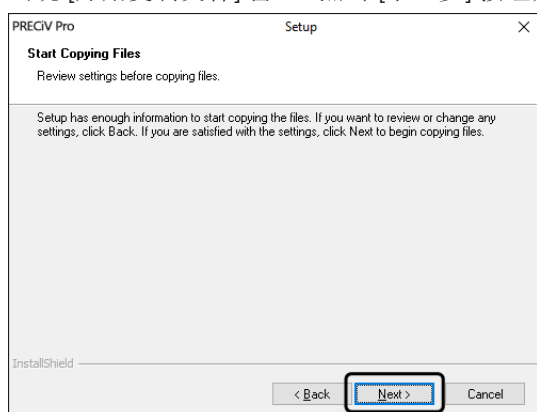 PRECiV Pro Setup
Start Copying Files
Review settings before copying files.
Setup has enough information to start copying the files. If you want to review or change any
settings, click Back. If you are satisfied with the settings, click Next to begin copying files.
InstallShield
< Back Next > Cancel